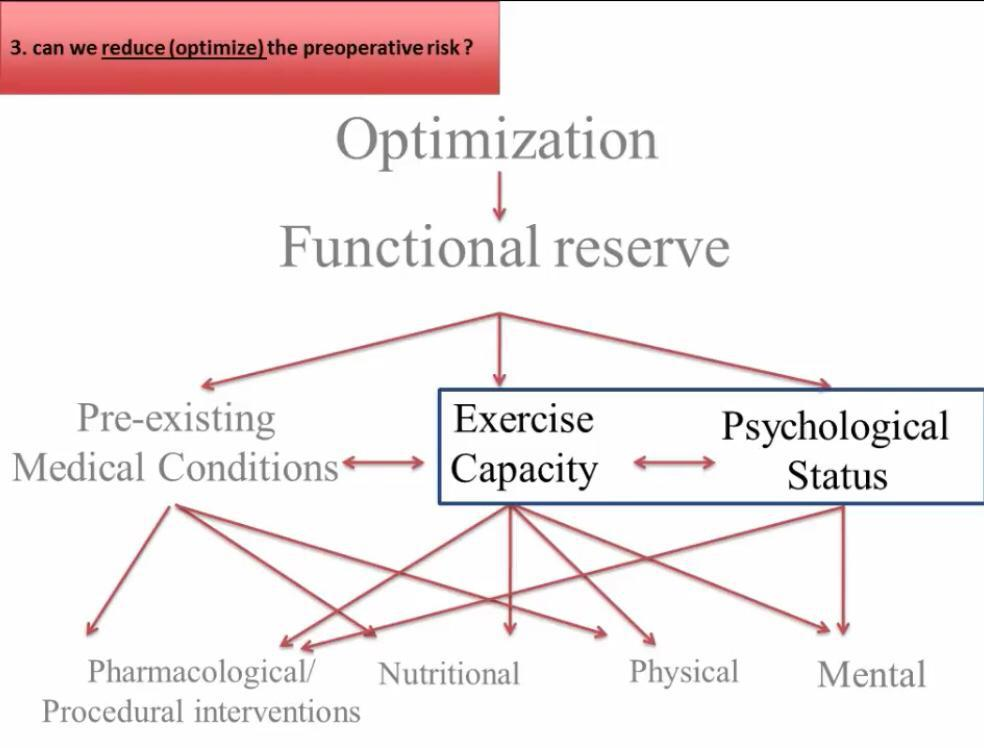 3. can we reduce (optimize) the preoperative risk ?
Optimization
Functional reserve
Pre-existing
Medical Conditions
Exercise
Capacity
Psychological
Status
Pharmacological/
Procedural interventions
Nutritional
Physical
Mental